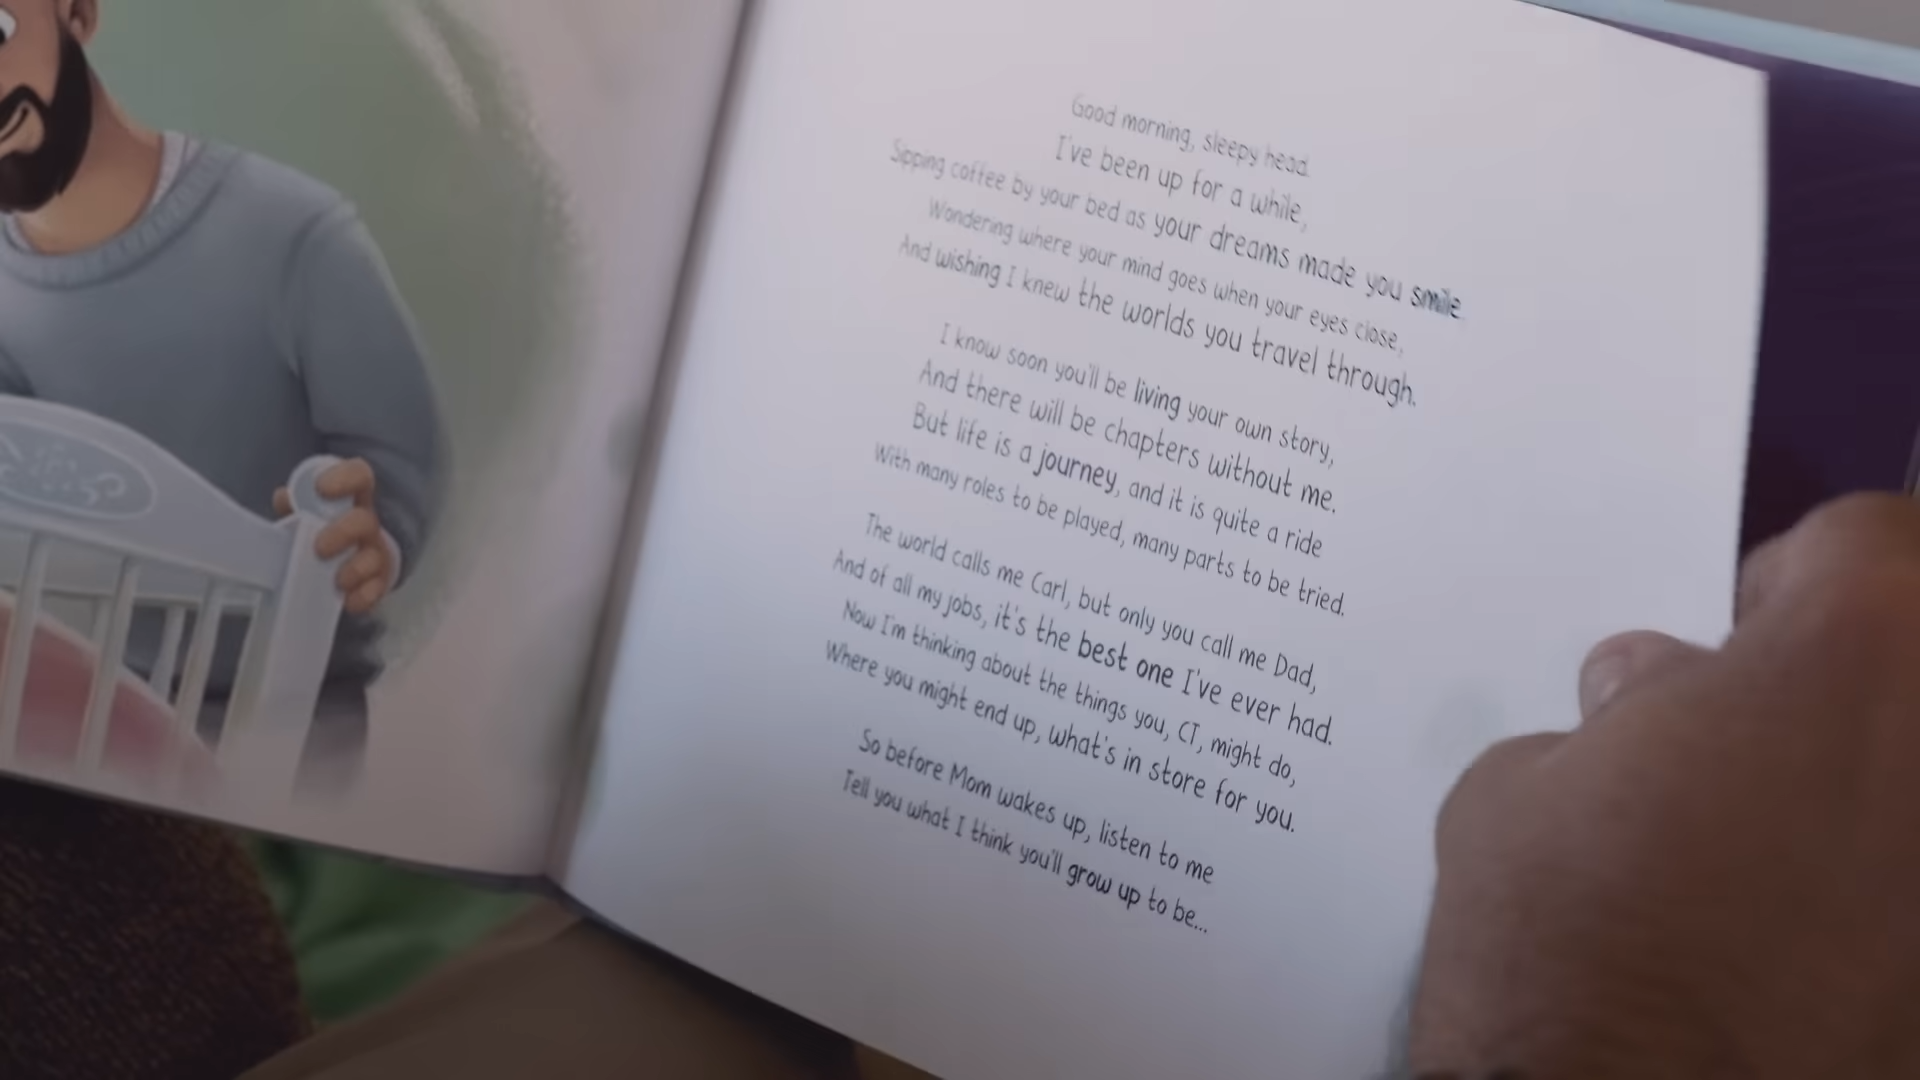 Good morning, sleepy head.
I've been up for a while,
Sipping coffee by your bed as your dreams made you smile.
Wondering where your mind goes when your eyes close,
And wishing I knew the worlds you travel through.
I know soon you'll be living your own story,
And there will be chapters without me.
But life is a journey, and it is quite a ride
With many roles to be played, many parts to be tried.
The world calls me Carl, but only you call me Dad,
And of all my jobs, it's the best one I've ever had.
Now I'm thinking about the things you, CJ, might do,
Where you might end up, what's in store for you.
So before Mom wakes up, listen to me
Tell you what I think you'll grow up to be...